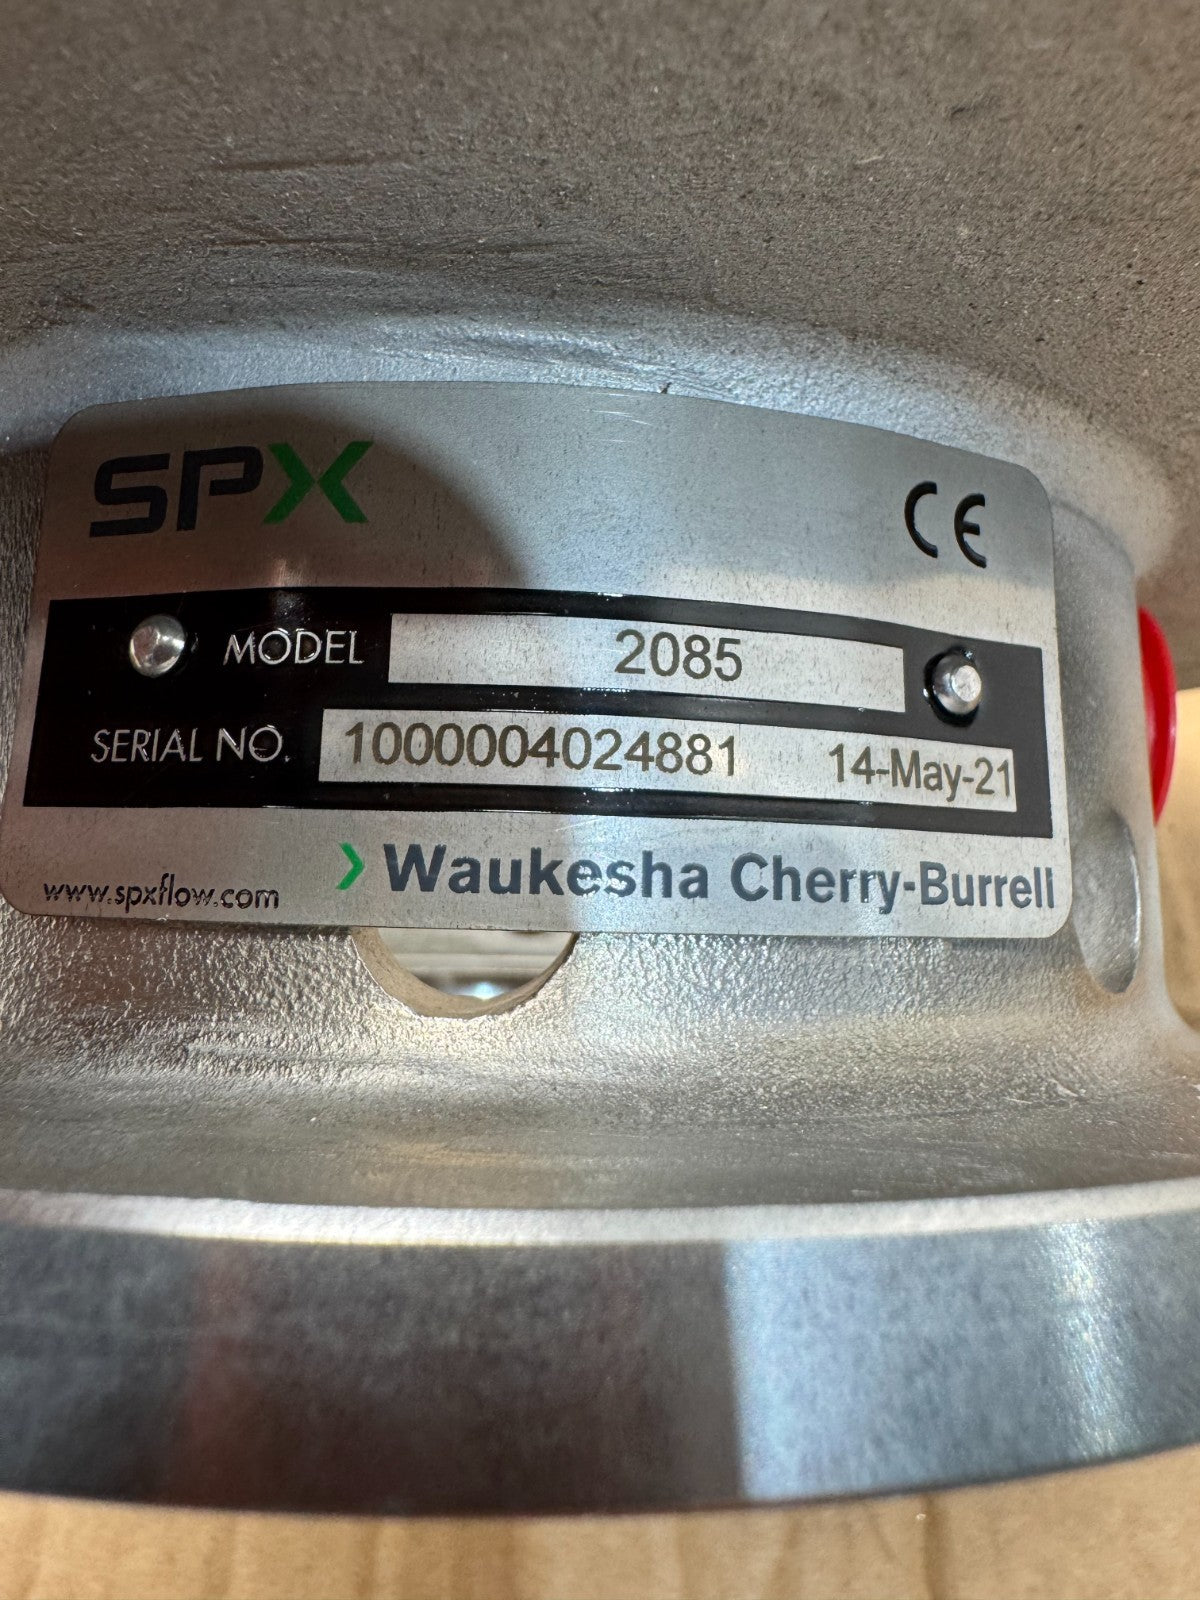 SPX CE
MODEL 2085
SERIAL NO. 1000004024881 14-May-21
www.spxflow.com Waukesha Cherry-Burrell